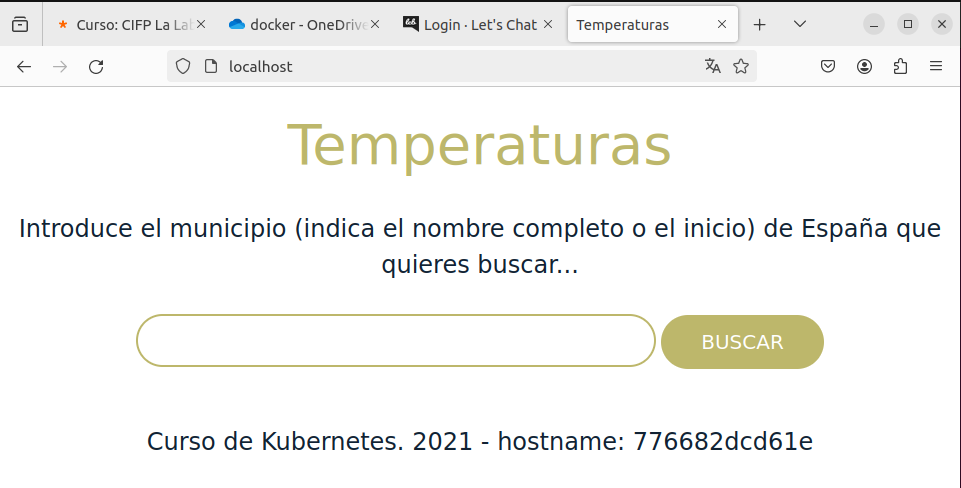 Curso: CIFP La Lab
docker - OneDrive
Login · Let's Chat
Temperaturas
localhost
Temperaturas
Introduce el municipio (indica el nombre completo o el inicio) de España que
quieres buscar...
BUSCAR
Curso de Kubernetes. 2021 - hostname: 776682dcd61e